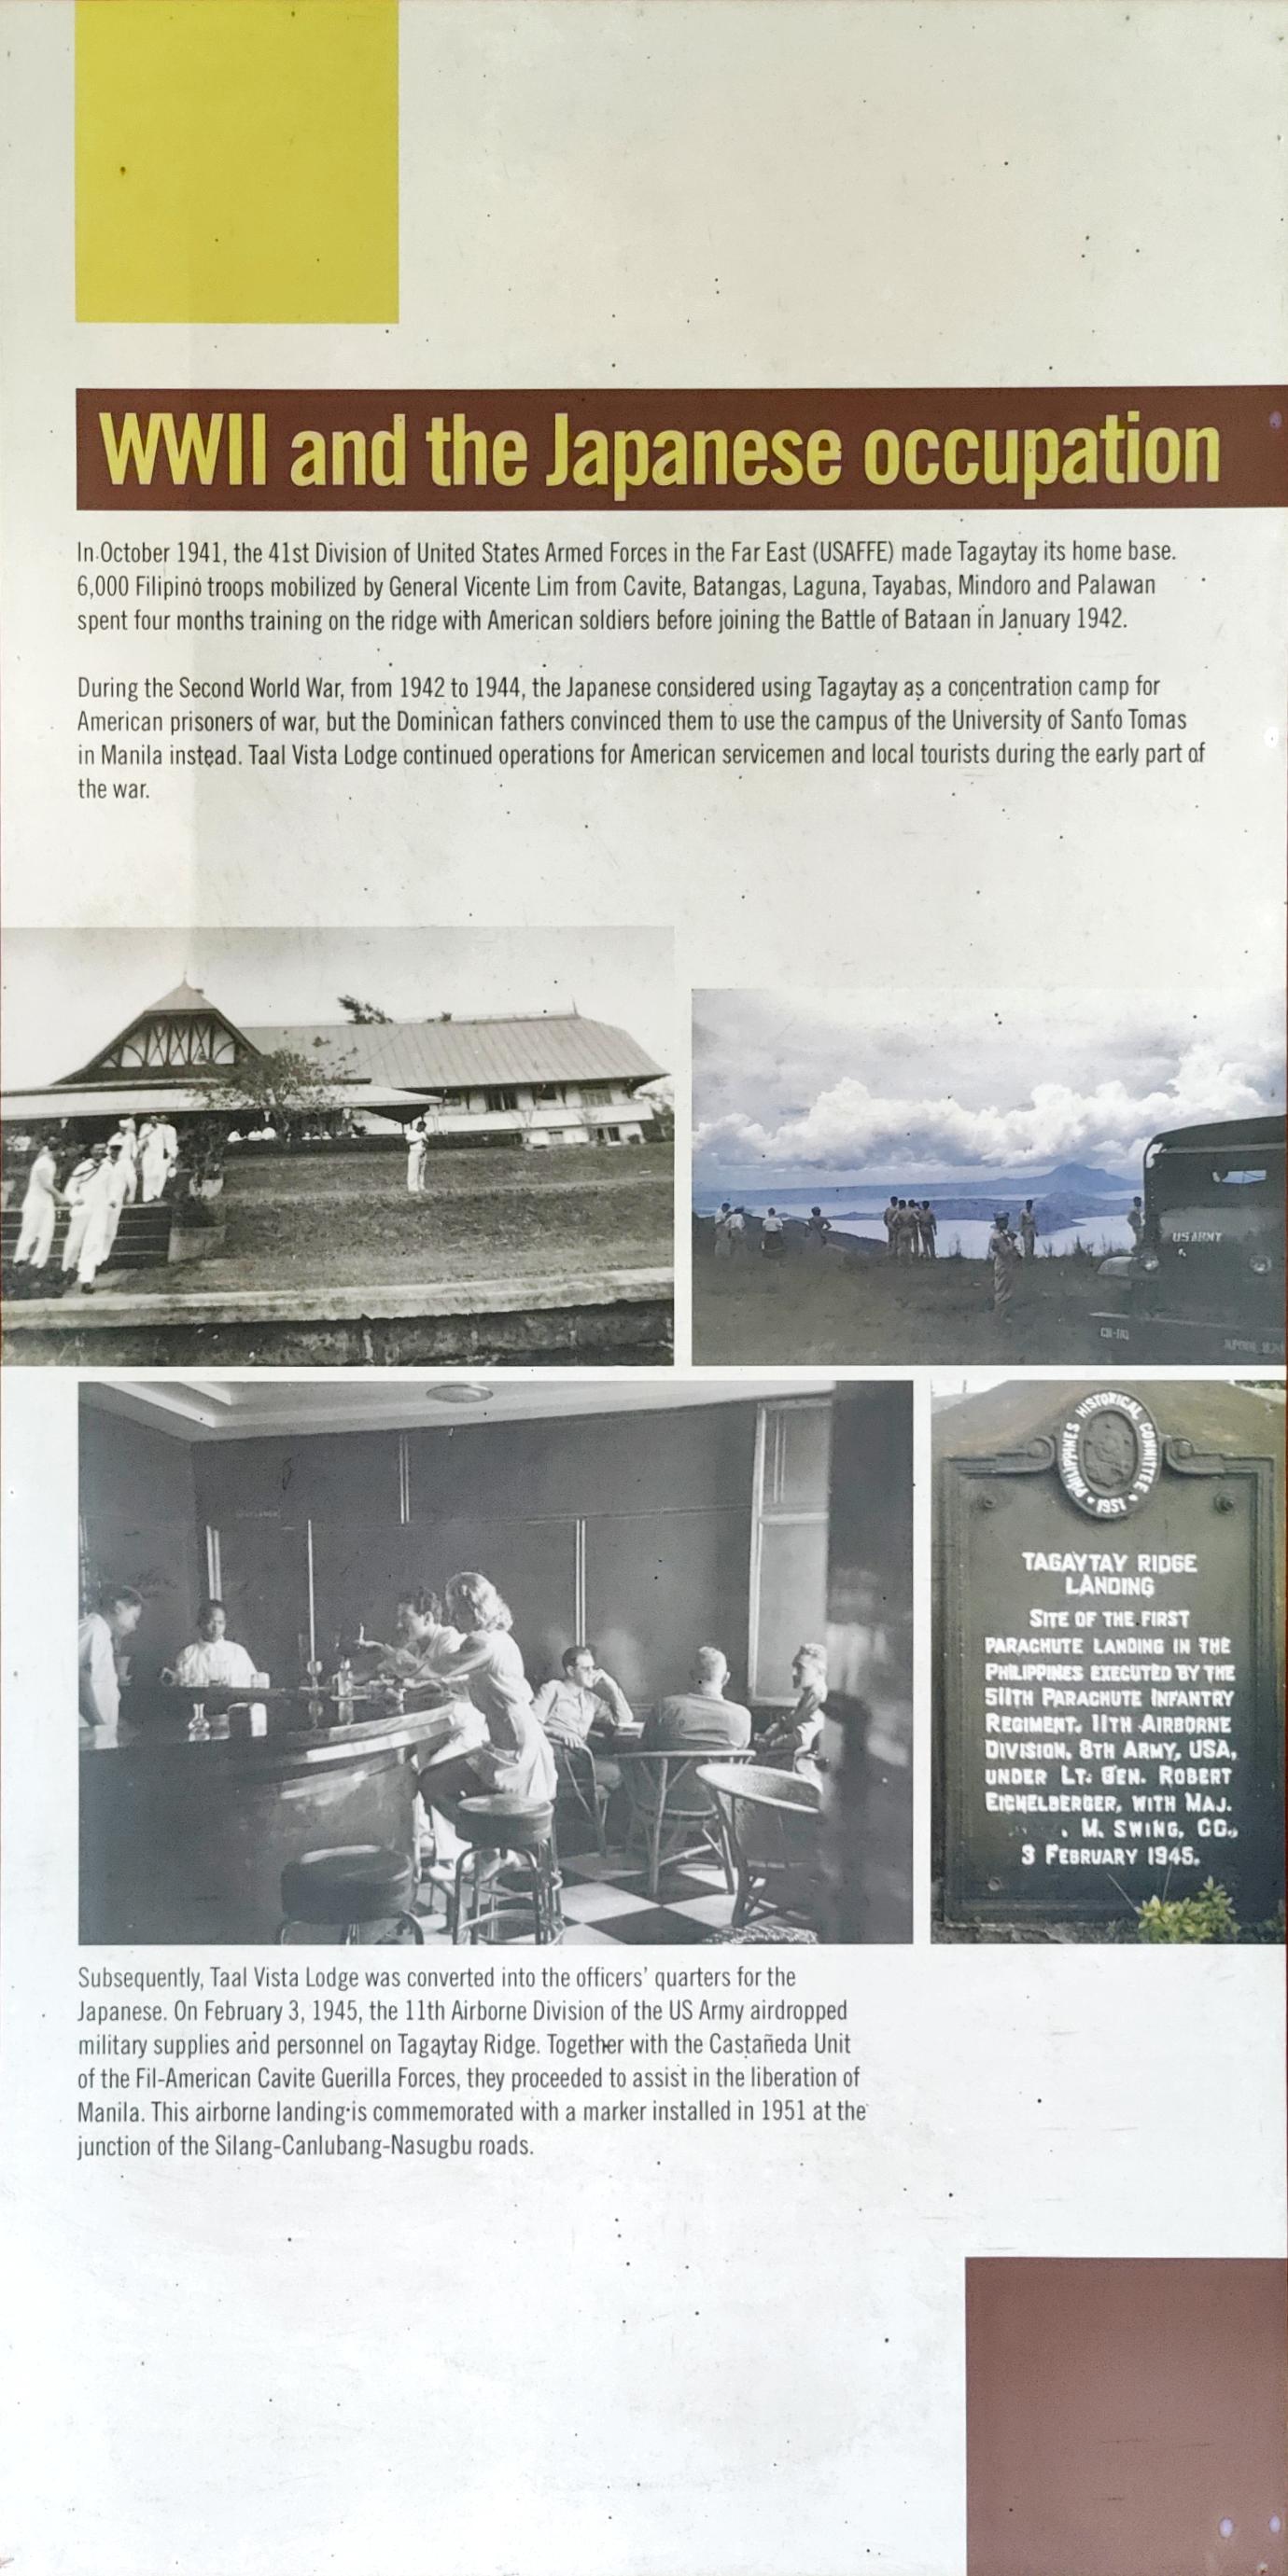 WWII and the Japanese occupation
In October 1941, the 41st Division of United States Armed Forces in the Far East (USAFFE) made Tagaytay its home base.
6,000 Filipino troops mobilized by General Vicente Lim from Cavite, Batangas, Laguna, Tayabas, Mindoro and Palawan
spent four months training on the ridge with American soldiers before joining the Battle of Bataan in January 1942.
During the Second World War, from 1942 to 1944, the Japanese considered using Tagaytay as a concentration camp for
American prisoners of war, but the Dominican fathers convinced them to use the campus of the University of Santo Tomas
in Manila instead. Taal Vista Lodge continued operations for American servicemen and local tourists during the early part of
the war.
US ARMY
PHILIPPINES HISTORICAL COMMITTEE
1951
TAGAYTAY RIDGE
LANDING
SITE OF THE FIRST
PARACHUTE LANDING IN THE
PHILIPPINES EXECUTED BY THE
511TH PARACHUTE INFANTRY
REGIMENT, 11TH AIRBORNE
DIVISION, 8TH ARMY, USA,
UNDER LT. GEN. ROBERT
EICHELBERGER, WITH MAJ.
. M. SWING, CG.,
3 FEBRUARY 1945.
Subsequently, Taal Vista Lodge was converted into the officers' quarters for the
Japanese. On February 3, 1945, the 11th Airborne Division of the US Army airdropped
military supplies and personnel on Tagaytay Ridge. Together with the Castañeda Unit
of the Fil-American Cavite Guerilla Forces, they proceeded to assist in the liberation of
Manila. This airborne landing is commemorated with a marker installed in 1951 at the
junction of the Silang-Canlubang-Nasugbu roads.